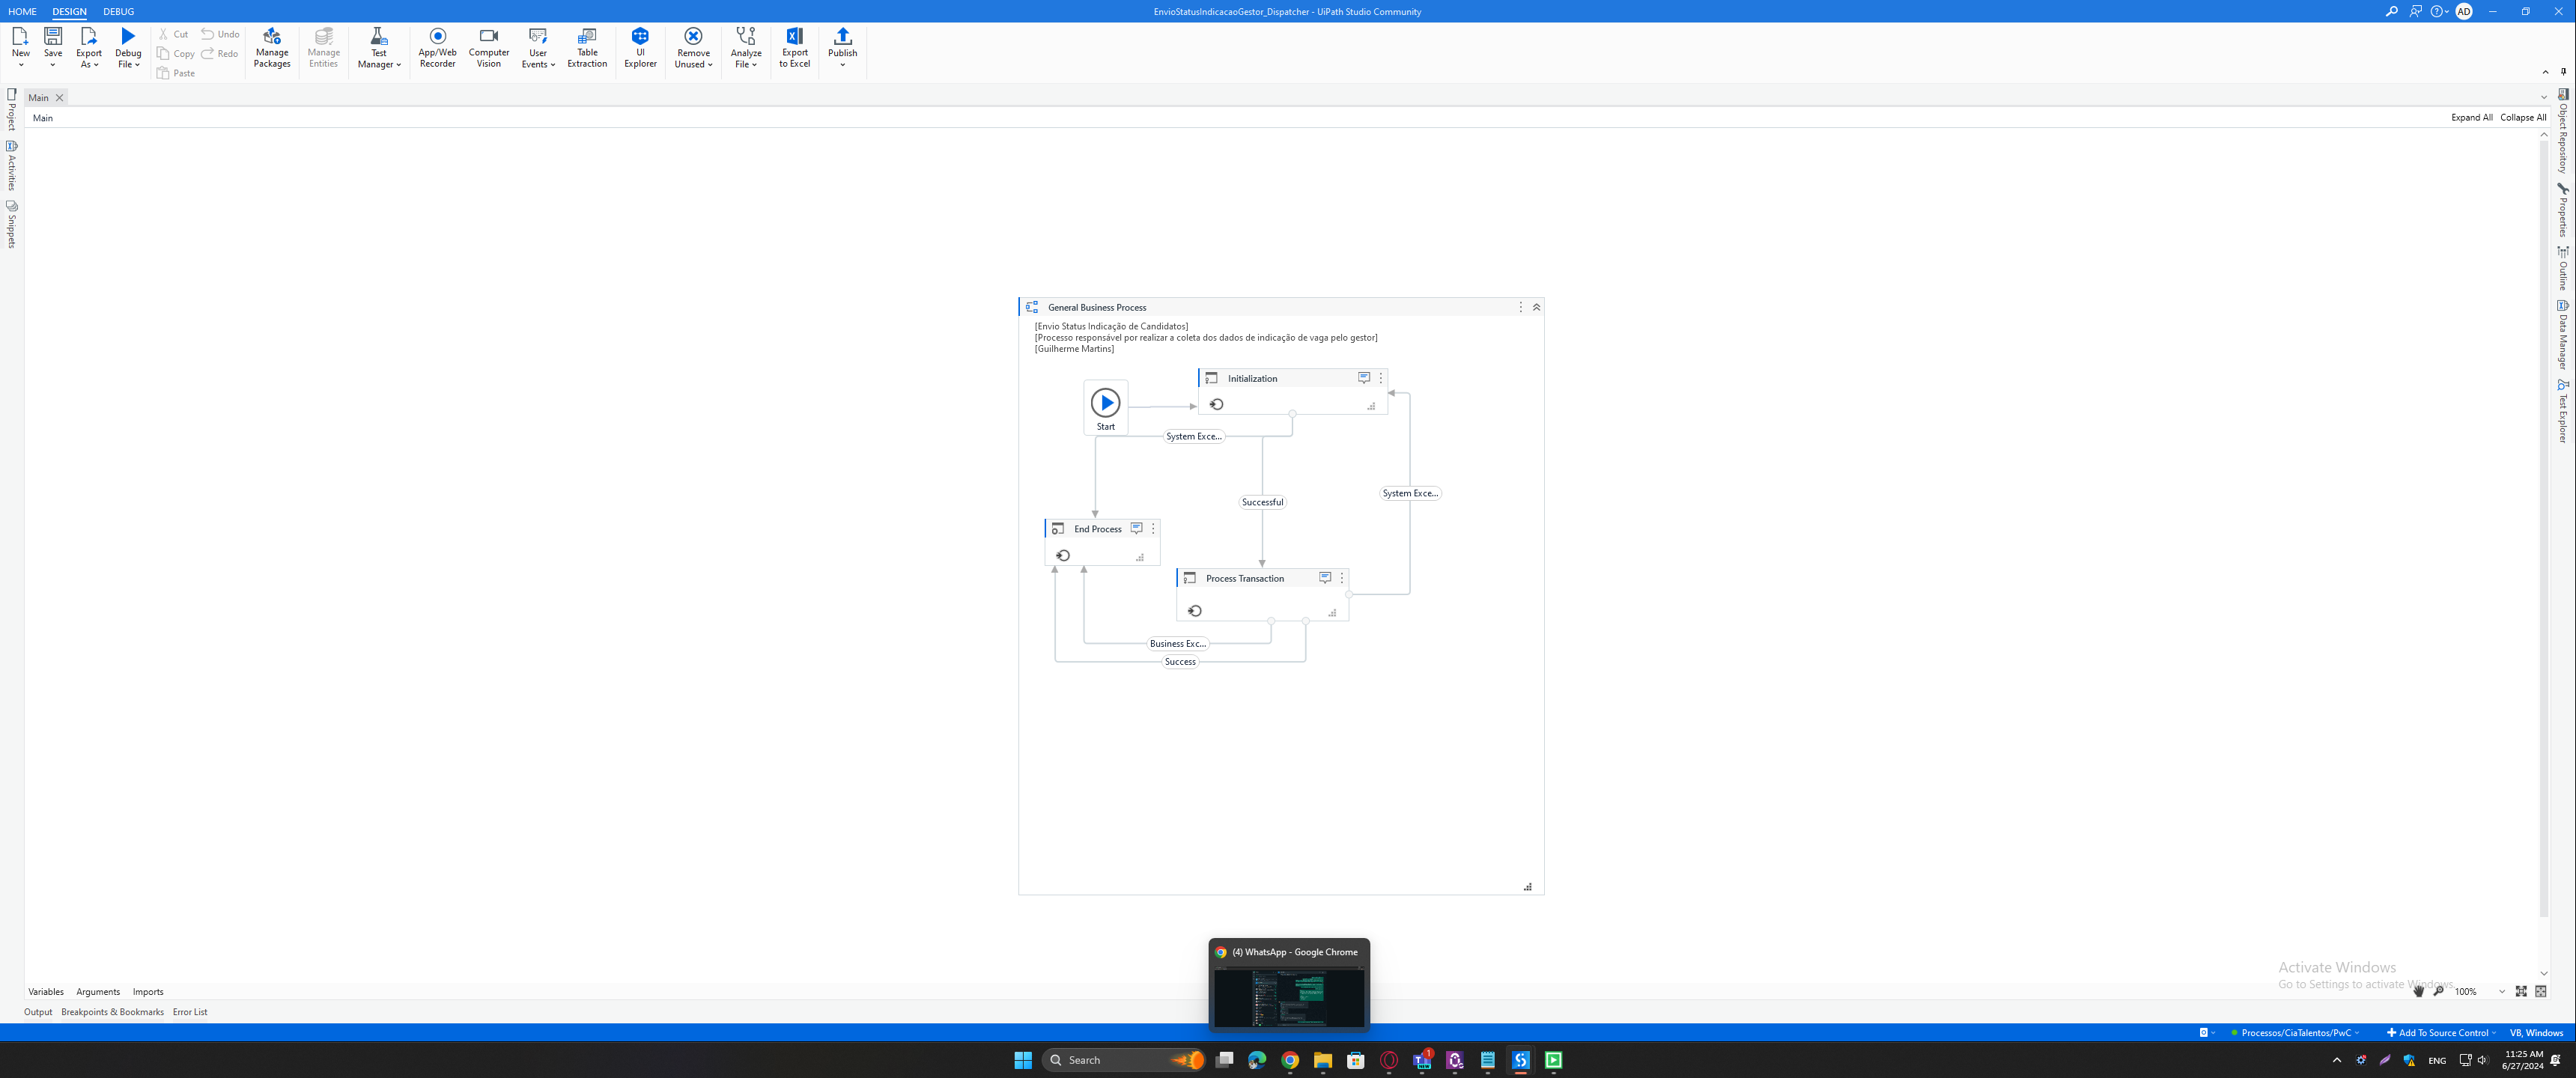 HOME DESIGN DEBUG
EnvioStatusIndicacaoGestor_Dispatcher - UiPath Studio Community
AD
New
Save
Export As
Debug File
Cut
Copy
Paste
Undo
Redo
Manage Packages
Manage Entities
Test Manager
App/Web Recorder
Computer Vision
User Events
Table Extraction
UI Explorer
Remove Unused
Analyze File
Export to Excel
Publish
Main
Main
Expand All Collapse All
Project
Activities
Snippets
Object Repository
Properties
Outline
Data Manager
Test Explorer
General Business Process
[Envio Status Indicação de Candidatos]
[Processo responsável por realizar a coleta dos dados de indicação de vaga pelo gestor]
[Guilherme Martins]
Initialization
Start
System Exce...
Successful
System Exce...
End Process
Process Transaction
Business Exc...
Success
(4) WhatsApp - Google Chrome
Activate Windows
Go to Settings to activate Windows.
Variables Arguments Imports
100%
Output Breakpoints & Bookmarks Error List
Processos/CiaTalentos/PwC
Add To Source Control
VB, Windows
Search
1
NEW
ENG
11:25 AM
6/27/2024